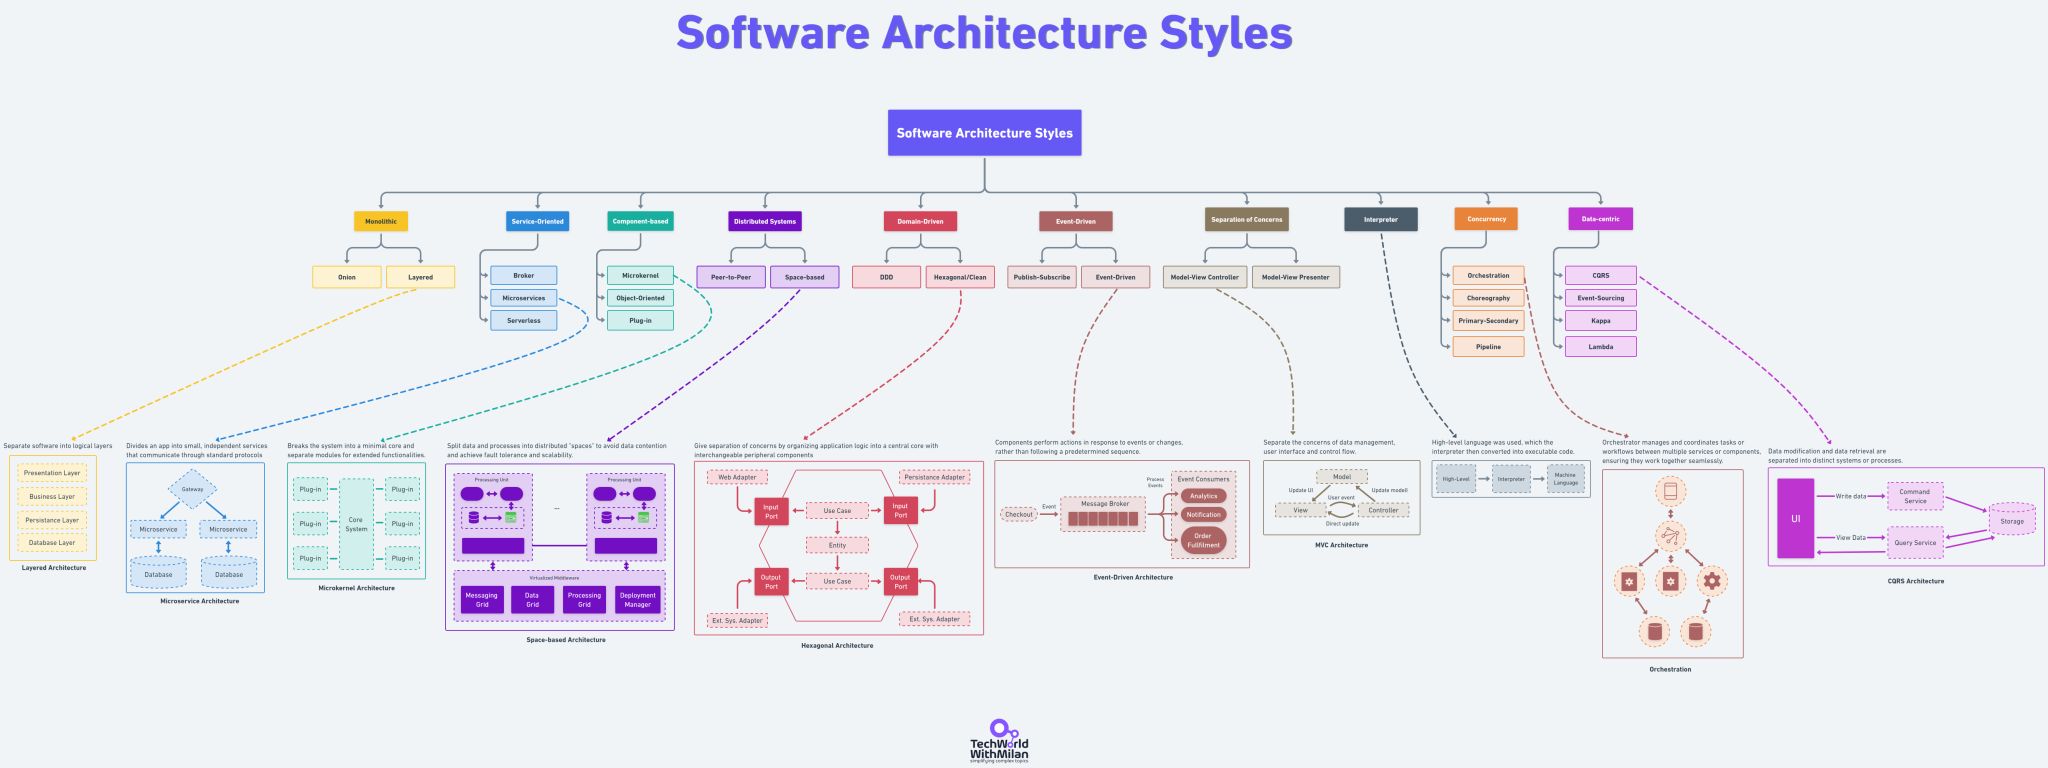 Software Architecture Styles
Software Architecture Styles
Monolithic
Service-Oriented
Component-based
Distributed Systems
Domain-Driven
Event-Driven
Separation of Concerns
Interpreter
Concurrency
Data-centric
Onion
Layered
Broker
Microservices
Serverless
Microkernel
Object-Oriented
Plug-in
Peer-to-Peer
Space-based
DDD
Hexagonal/Clean
Publish-Subscribe
Event-Driven
Model-View Controller
Model-View Presenter
Orchestration
Choreography
Primary-Secondary
Pipeline
CQRS
Event-Sourcing
Kappa
Lambda
Separate software into logical layers
Presentation Layer
Business Layer
Persistance Layer
Database Layer
Layered Architecture
Divides an app into small, independent services
that communicate through standard protocols
Gateway
Microservice
Microservice
Database
Database
Microservice Architecture
Breaks the system into a minimal core and
separate modules for extended functionalities.
Plug-in
Plug-in
Plug-in
Core
System
Plug-in
Plug-in
Plug-in
Microkernel Architecture
Split data and processes into distributed "spaces" to avoid data contention
and achieve fault tolerance and scalability.
Processing Unit
...
Processing Unit
Virtualized Middleware
Messaging
Grid
Data
Grid
Processing
Grid
Deployment
Manager
Space-based Architecture
Give separation of concerns by organizing application logic into a central core with
interchangeable peripheral components
Web Adapter
Persistance Adapter
Input
Port
Use Case
Input
Port
Entity
Output
Port
Use Case
Output
Port
Ext. Sys. Adapter
Ext. Sys. Adapter
Hexagonal Architecture
Components perform actions in response to events or changes,
rather than following a predetermined sequence.
Checkout
Event
Message Broker
Process
Events
Event Consumers
Analytics
Notification
Order
Fullfilment
Event-Driven Architecture
Separate the concerns of data management,
user interface and control flow.
Model
Update UI
Update modell
User event
View
Controller
Direct update
MVC Architecture
High-level language was used, which the
interpreter then converted into executable code.
High-Level
Interpreter
Machine
Language
Orchestrator manages and coordinates tasks or
workflows between multiple services or components,
ensuring they work together seamlessly.
Orchestration
Data modification and data retrieval are
separated into distinct systems or processes.
UI
Write data
Command
Service
Storage
View Data
Query Service
CQRS Architecture
TechWorld
WithMilan
simplifying complex topics